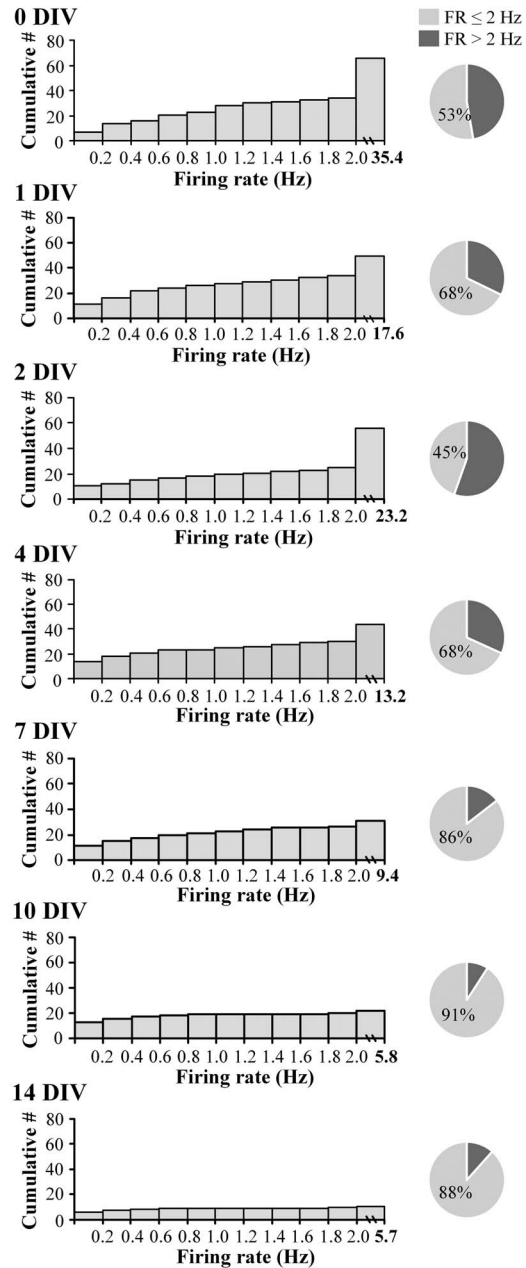 0 DIV
FR ≤ 2 Hz
FR > 2 Hz
Cumulative #
80
60
40
20
0
0.2 0.4 0.6 0.8 1.0 1.2 1.4 1.6 1.8 2.0 35.4
Firing rate (Hz)
53%
1 DIV
Cumulative #
80
60
40
20
0
0.2 0.4 0.6 0.8 1.0 1.2 1.4 1.6 1.8 2.0 17.6
Firing rate (Hz)
68%
2 DIV
Cumulative #
80
60
40
20
0
0.2 0.4 0.6 0.8 1.0 1.2 1.4 1.6 1.8 2.0 23.2
Firing rate (Hz)
45%
4 DIV
Cumulative #
80
60
40
20
0
0.2 0.4 0.6 0.8 1.0 1.2 1.4 1.6 1.8 2.0 13.2
Firing rate (Hz)
68%
7 DIV
Cumulative #
80
60
40
20
0
0.2 0.4 0.6 0.8 1.0 1.2 1.4 1.6 1.8 2.0 9.4
Firing rate (Hz)
86%
10 DIV
Cumulative #
80
60
40
20
0
0.2 0.4 0.6 0.8 1.0 1.2 1.4 1.6 1.8 2.0 5.8
Firing rate (Hz)
91%
14 DIV
Cumulative #
80
60
40
20
0
0.2 0.4 0.6 0.8 1.0 1.2 1.4 1.6 1.8 2.0 5.7
Firing rate (Hz)
88%